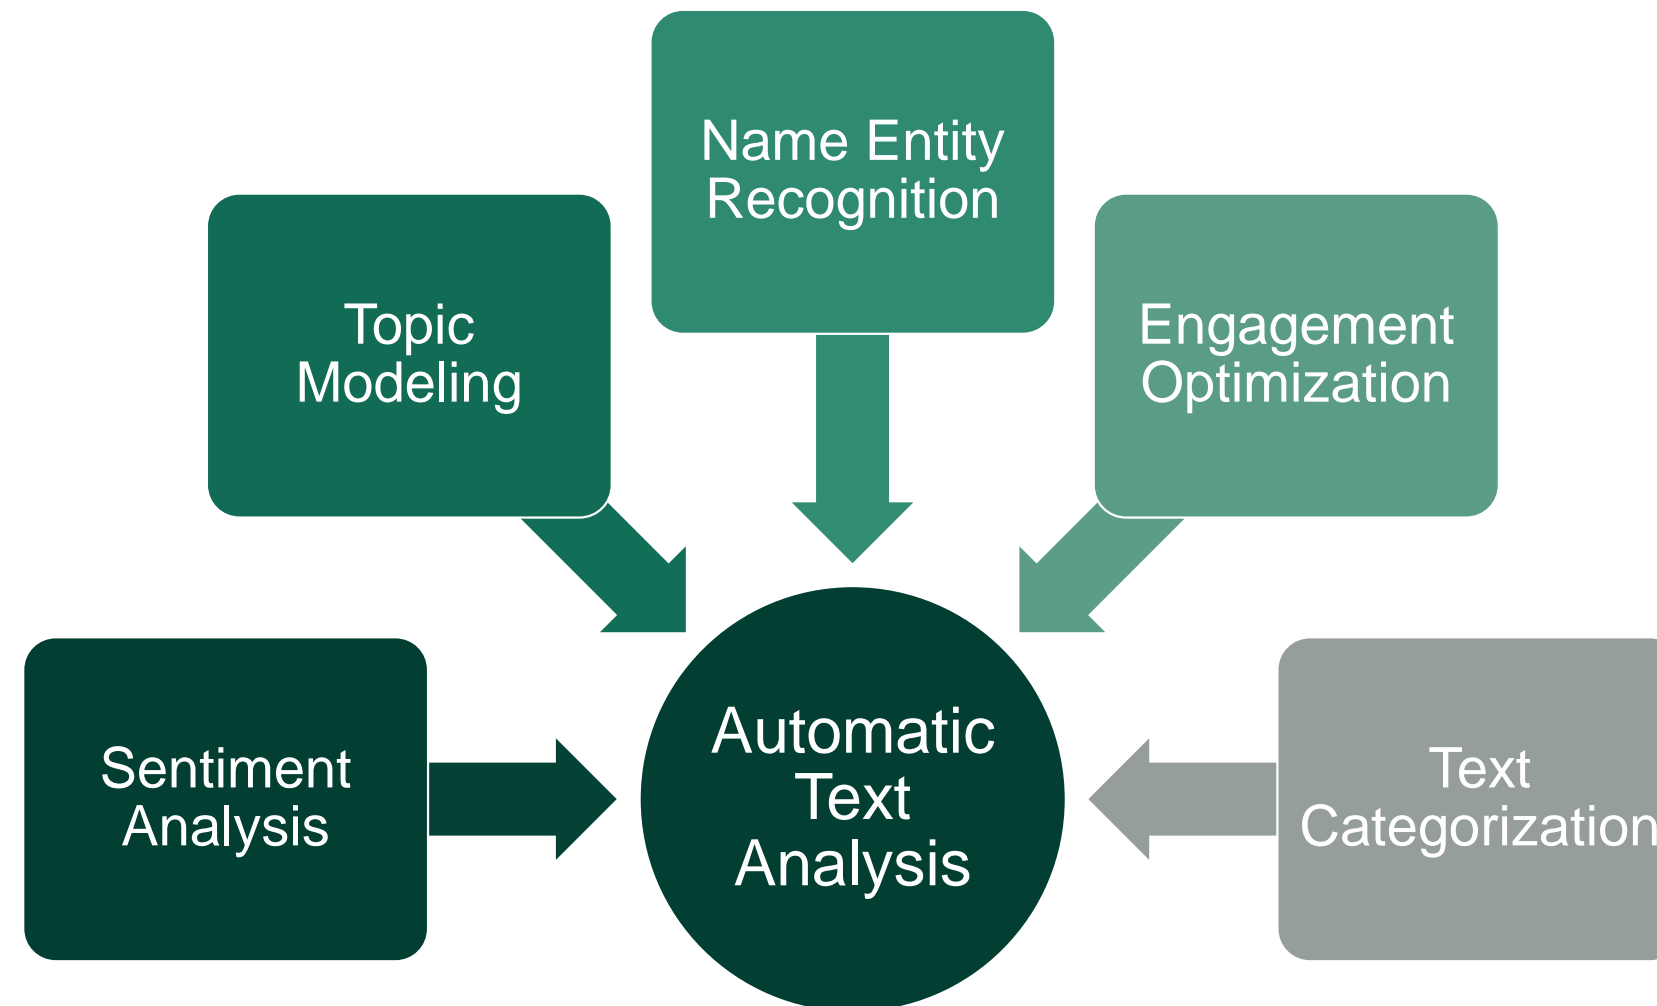 Name Entity
Recognition
Topic
Modeling
Engagement
Optimization
Sentiment
Analysis
Automatic
Text
Analysis
Text
Categorization